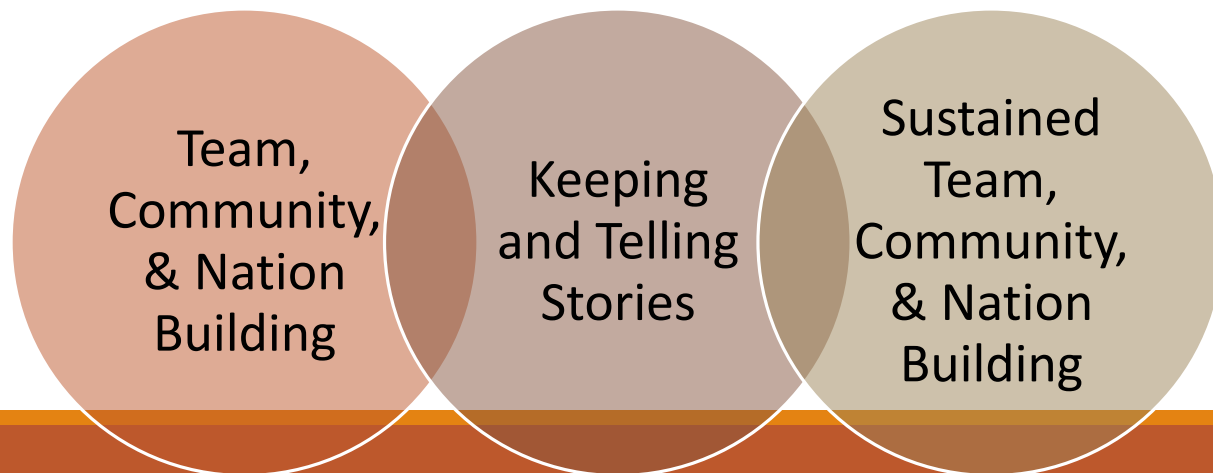 Team,
Community,
& Nation
Building
Keeping
and Telling
Stories
Sustained
Team,
Community,
& Nation
Building